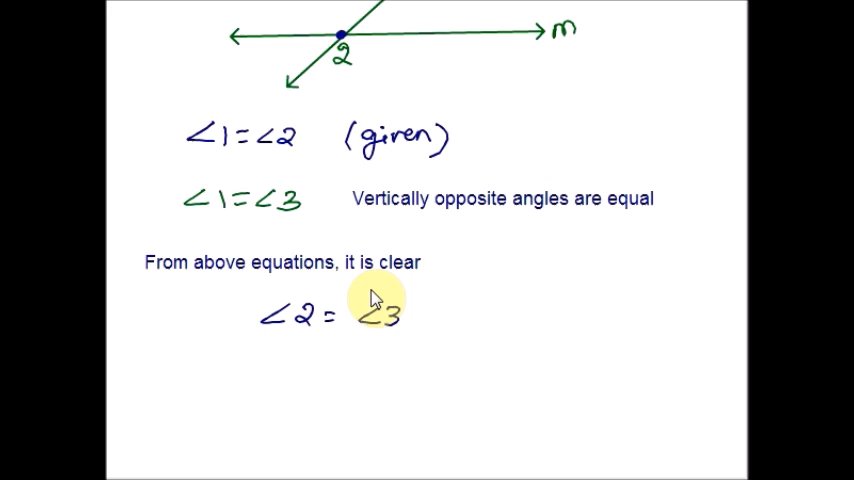 m
2
∠1=∠2 (given)
∠1=∠3 Vertically opposite angles are equal
From above equations, it is clear
∠2= ∠3